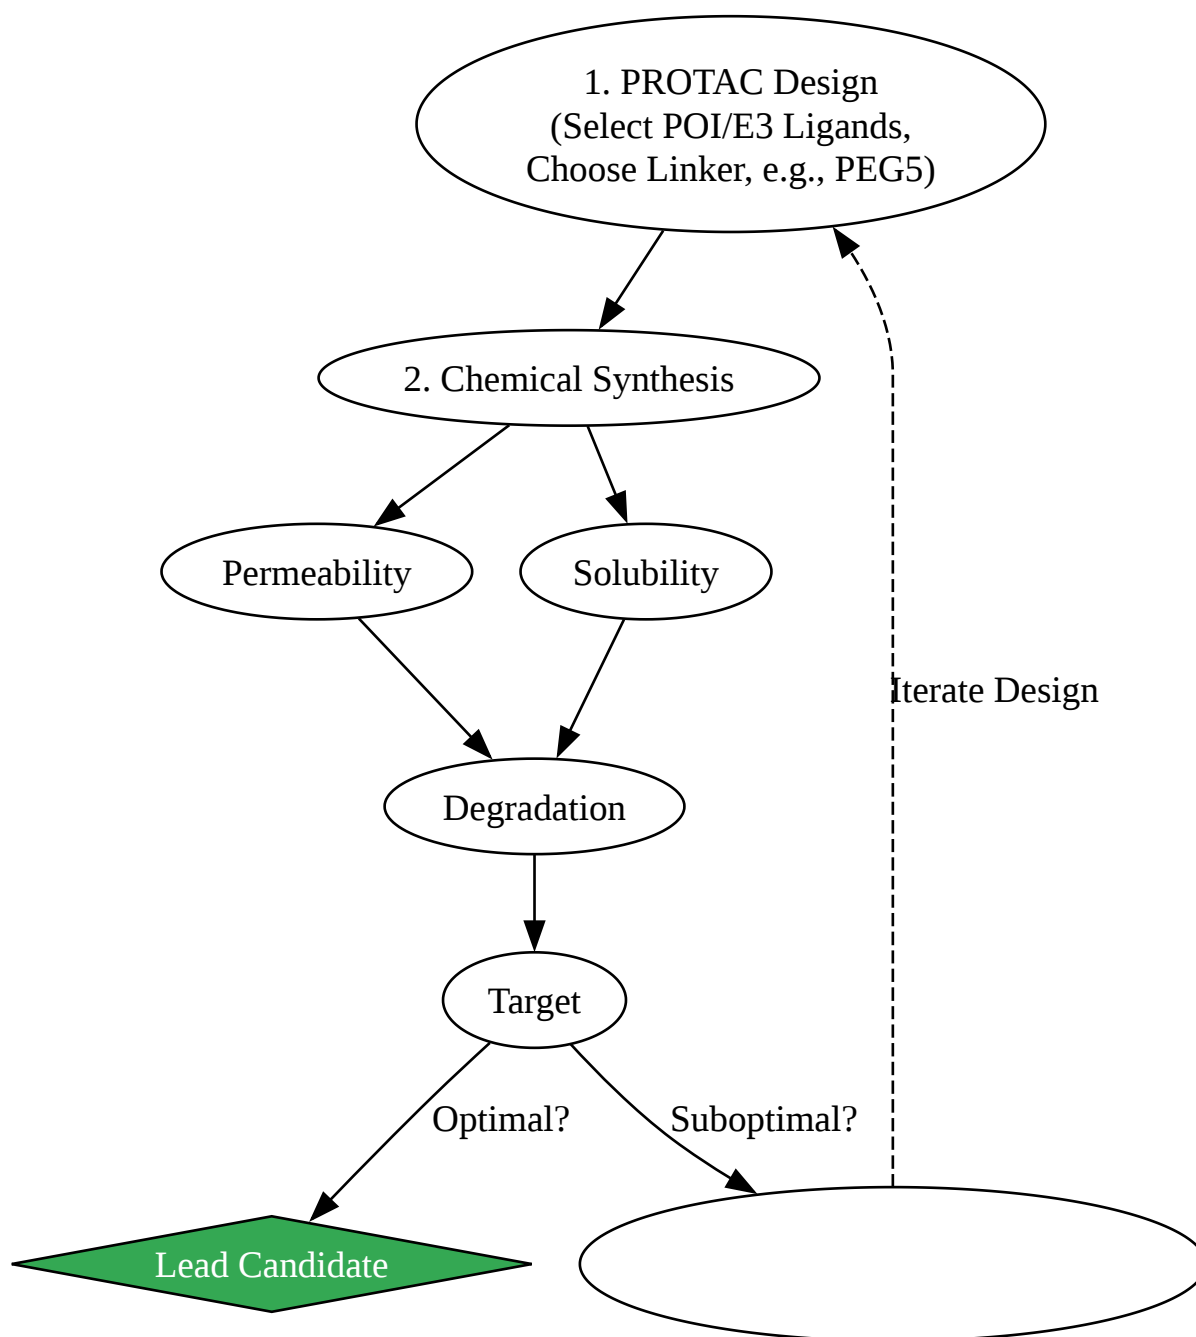 1. PROTAC Design
(Select POI/E3 Ligands,
Choose Linker, e.g., PEG5)
2. Chemical Synthesis
Permeability
Solubility
Iterate Design
Degradation
Target
Optimal?
Suboptimal?
Lead Candidate